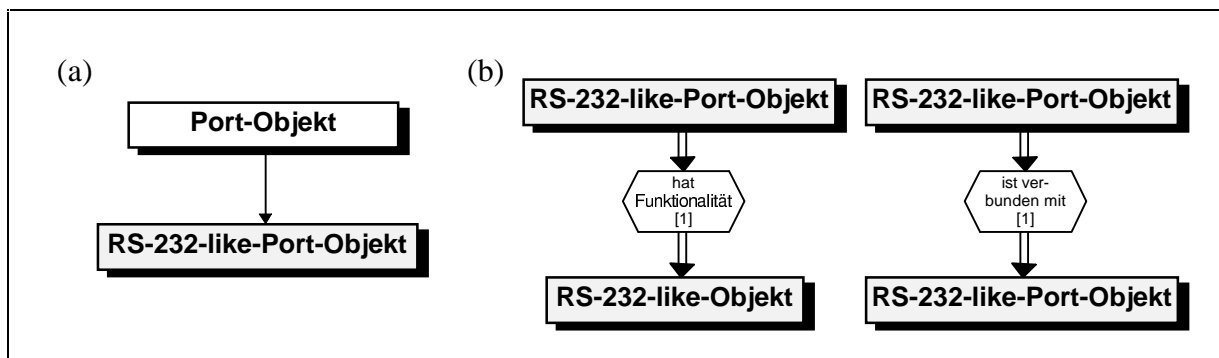 (a)
Port-Objekt
RS-232-like-Port-Objekt
(b)
RS-232-like-Port-Objekt
hat
Funktionalität
[1]
RS-232-like-Objekt
RS-232-like-Port-Objekt
ist ver-
bunden mit
[1]
RS-232-like-Port-Objekt